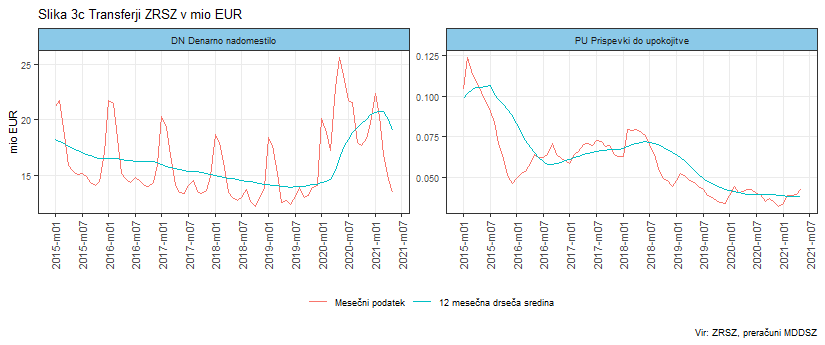 Slika 3c Transferji ZRSZ v mio EUR
DN Denarno nadomestilo
PU Prispevki do upokojitve
mio EUR
25
20
15
0.125
0.100
0.075
0.050
2015-m01
2015-m07
2016-m01
2016-m07
2017-m01
2017-m07
2018-m01
2018-m07
2019-m01
2019-m07
2020-m01
2020-m07
2021-m01
2021-m07
2015-m01
2015-m07
2016-m01
2016-m07
2017-m01
2017-m07
2018-m01
2018-m07
2019-m01
2019-m07
2020-m01
2020-m07
2021-m01
2021-m07
Mesečni podatek
12 mesečna drseča sredina
Vir: ZRSZ, preračuni MDDSZ